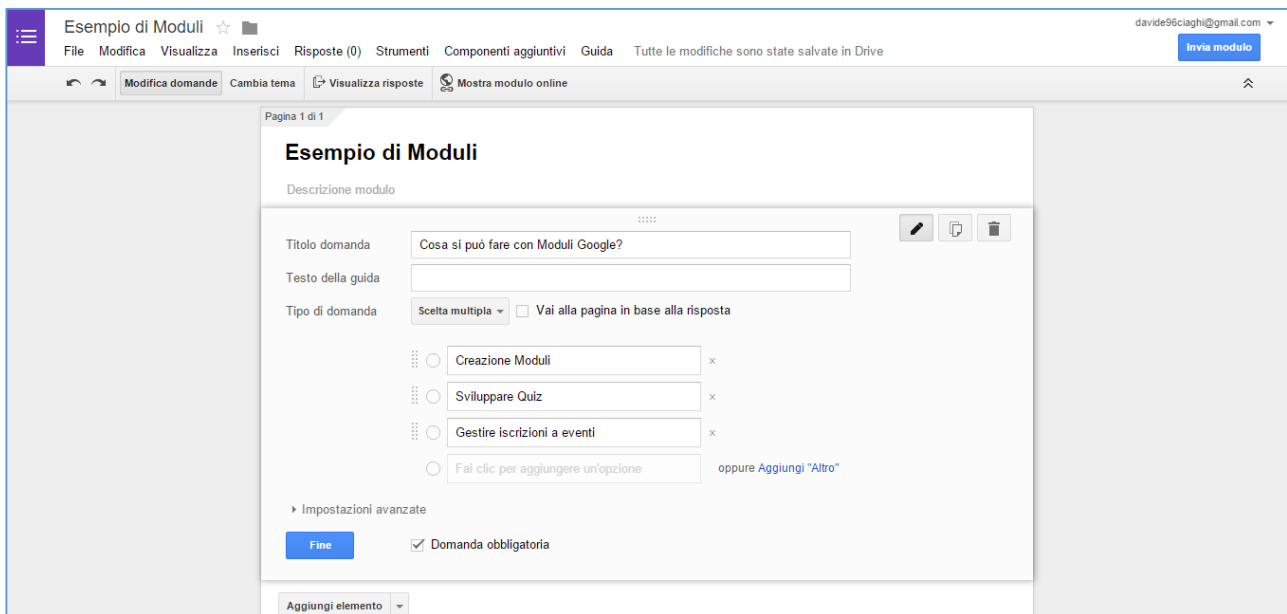 Esempio di Moduli
davide96ciaghi@gmail.com
File Modifica Visualizza Inserisci Risposte (0) Strumenti Componenti aggiuntivi Guida Tutte le modifiche sono state salvate in Drive
Invia modulo
Modifica domande Cambia tema Visualizza risposte Mostra modulo online
Pagina 1 di 1
Esempio di Moduli
Descrizione modulo
Titolo domanda Cosa si può fare con Moduli Google?
Testo della guida
Tipo di domanda Scelta multipla Vai alla pagina in base alla risposta
Creazione Moduli x
Sviluppare Quiz x
Gestire iscrizioni a eventi x
Fai clic per aggiungere un'opzione oppure Aggiungi "Altro"
Impostazioni avanzate
Fine Domanda obbligatoria
Aggiungi elemento